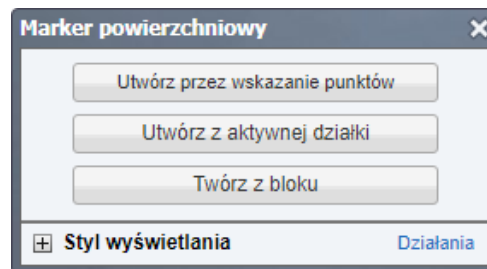 Marker powierzchniowy
Utwórz przez wskazanie punktów
Utwórz z aktywnej działki
Twórz z bloku
Styl wyświetlania Działania